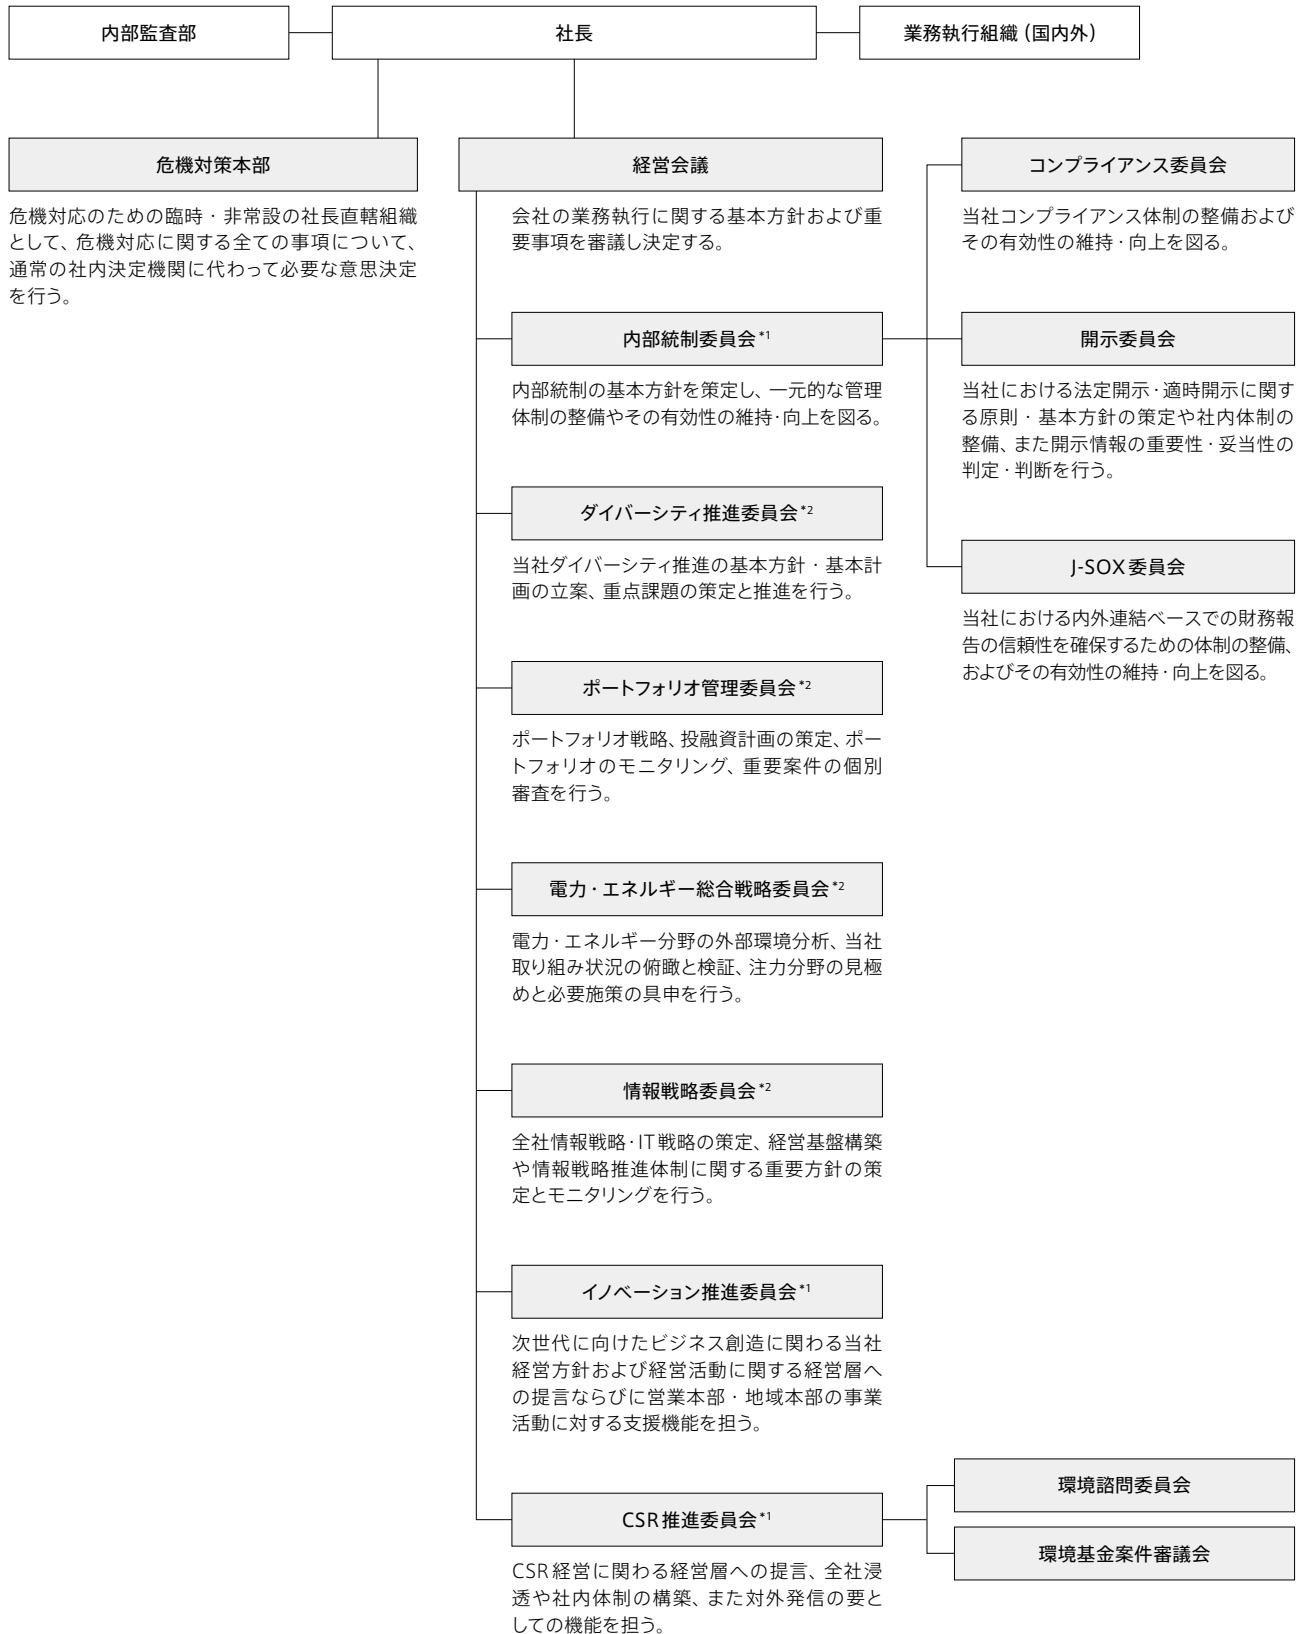 内部監査部
社長
業務執行組織（国内外）
危機対策本部
危機対応のための臨時・非常設の社長直轄組織
として、危機対応に関する全ての事項について、
通常の社内決定機関に代わって必要な意思決定
を行う。
経営会議
会社の業務執行に関する基本方針および重
要事項を審議し決定する。
内部統制委員会*1
内部統制の基本方針を策定し、一元的な管理
体制の整備やその有効性の維持・向上を図る。
コンプライアンス委員会
当社コンプライアンス体制の整備および
その有効性の維持・向上を図る。
開示委員会
当社における法定開示・適時開示に関す
る原則・基本方針の策定や社内体制の
整備、また開示情報の重要性・妥当性の
判定・判断を行う。
J-SOX委員会
当社における内外連結ベースでの財務報
告の信頼性を確保するための体制の整備、
およびその有効性の維持・向上を図る。
ダイバーシティ推進委員会*2
当社ダイバーシティ推進の基本方針・基本計
画の立案、重点課題の策定と推進を行う。
ポートフォリオ管理委員会*2
ポートフォリオ戦略、投融資計画の策定、ポー
トフォリオのモニタリング、重要案件の個別
審査を行う。
電力・エネルギー総合戦略委員会*2
電力・エネルギー分野の外部環境分析、当社
取り組み状況の俯瞰と検証、注力分野の見極
めと必要施策の具申を行う。
情報戦略委員会*2
全社情報戦略・IT戦略の策定、経営基盤構築
や情報戦略推進体制に関する重要方針の策
定とモニタリングを行う。
イノベーション推進委員会*1
次世代に向けたビジネス創造に関わる当社
経営方針および経営活動に関する経営層へ
の提言ならびに営業本部・地域本部の事業
活動に対する支援機能を担う。
CSR推進委員会*1
CSR経営に関わる経営層への提言、全社浸
透や社内体制の構築、また対外発信の要と
しての機能を担う。
環境諮問委員会
環境基金案件審議会